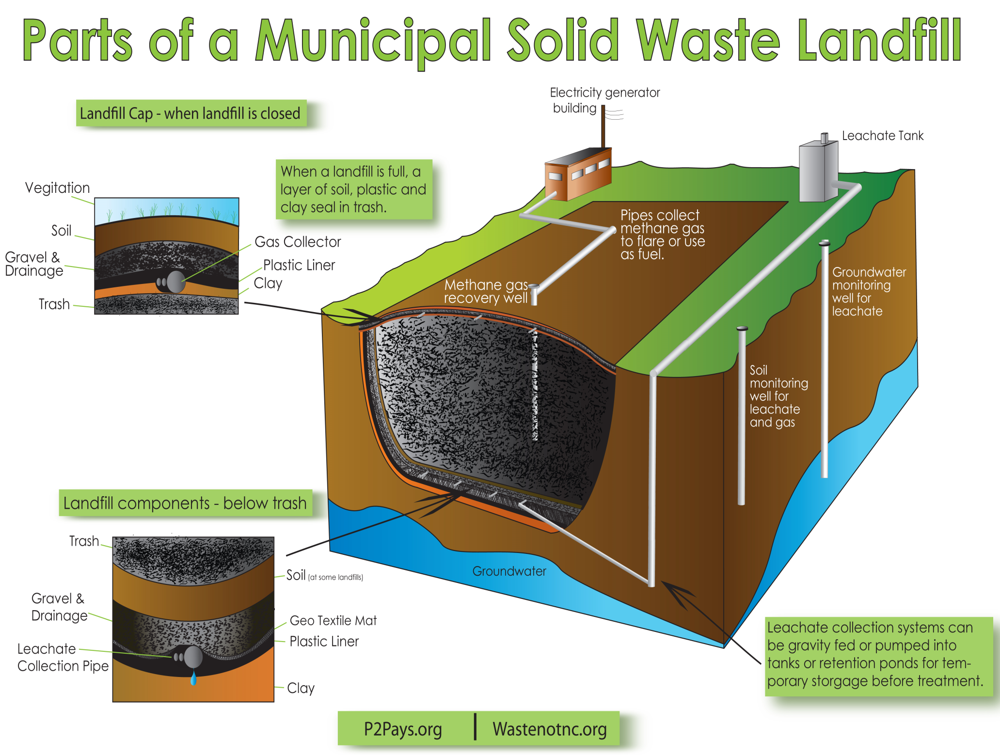 Parts of a Municipal Solid Waste Landfill
Landfill Cap - when landfill is closed
When a landfill is full, a
layer of soil, plastic and
clay seal in trash.
Vegitation
Soil
Gravel &
Drainage
Trash
Gas Collector
Plastic Liner
Clay
Electricity generator
building
Leachate Tank
Pipes collect
methane gas
to flare or use
as fuel.
Methane gas
recovery well
Groundwater
monitoring
well for
leachate
Soil
monitoring
well for
leachate
and gas
Groundwater
Landfill components - below trash
Trash
Gravel &
Drainage
Leachate
Collection Pipe
Soil (at some landfills)
Geo Textile Mat
Plastic Liner
Clay
Leachate collection systems can
be gravity fed or pumped into
tanks or retention ponds for tem-
porary storgage before treatment.
P2Pays.org | Wastenotnc.org